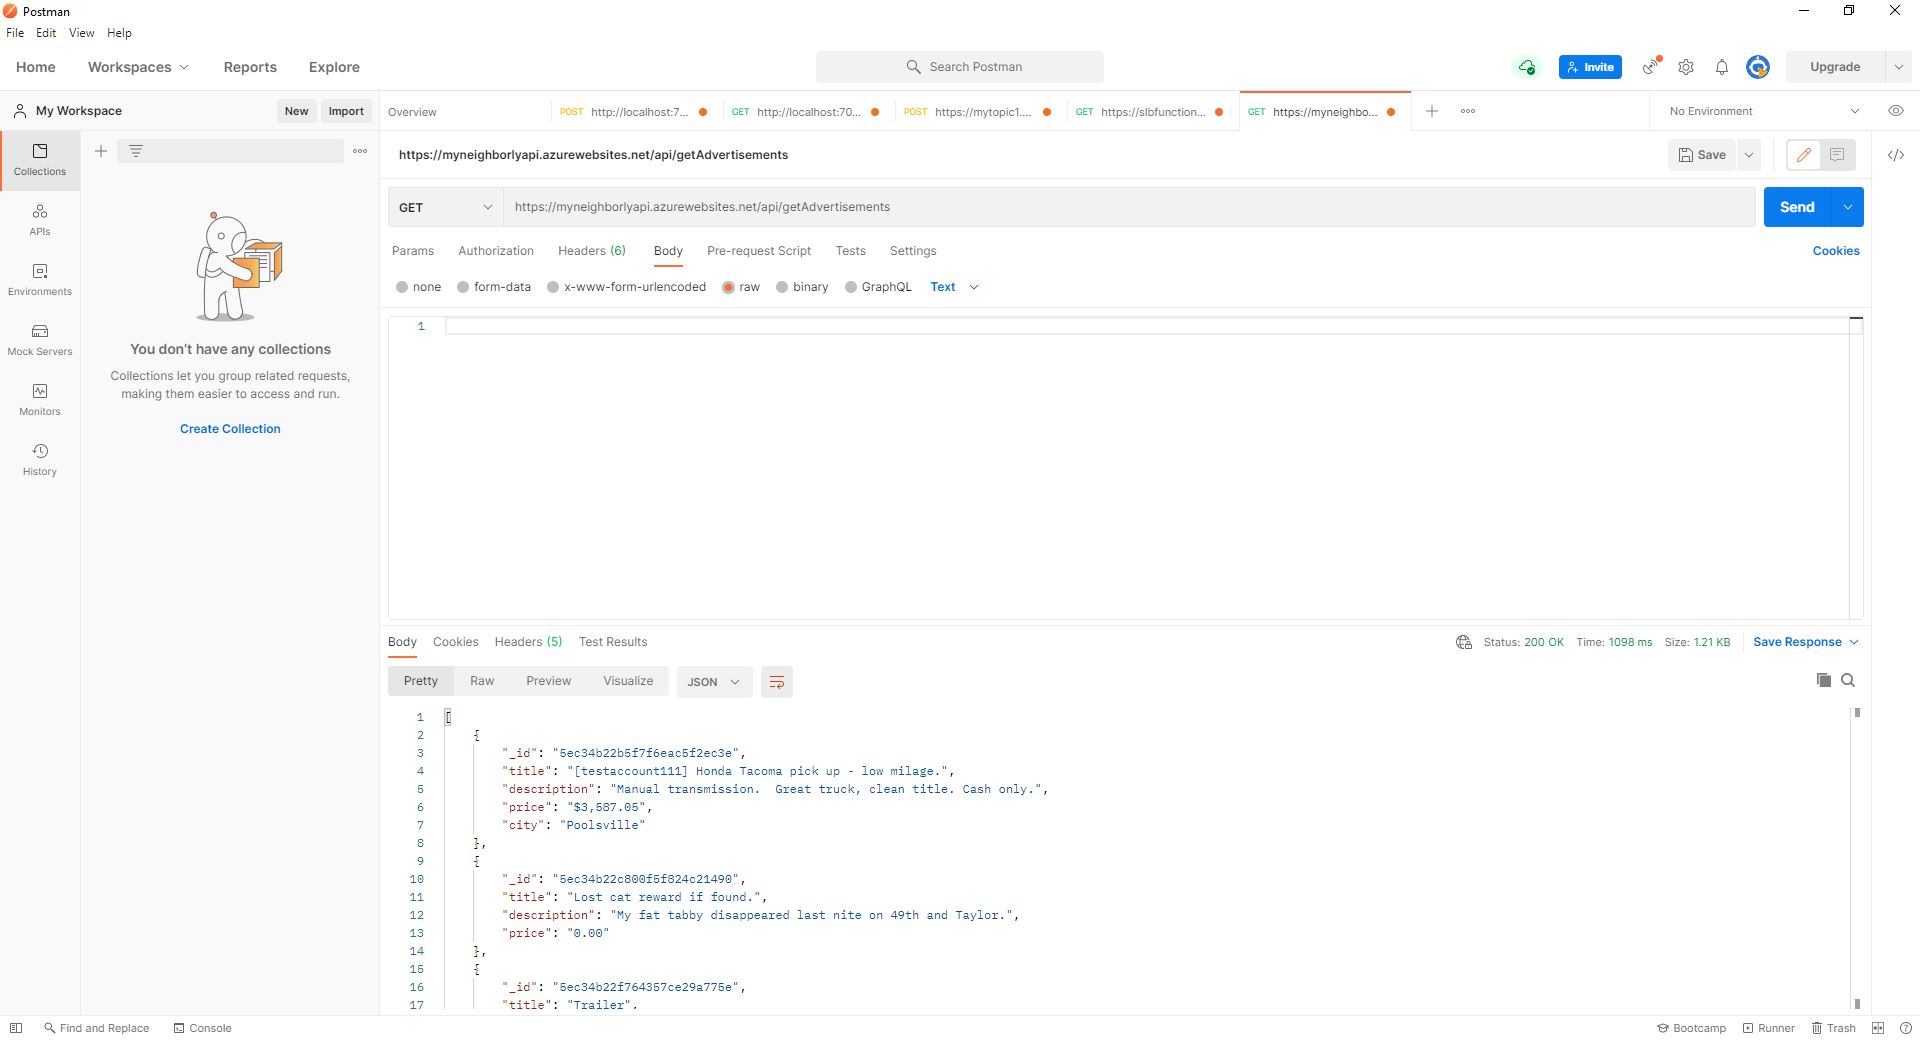 Postman
File Edit View Help
Home Workspaces Reports Explore Search Postman Invite Upgrade
My Workspace New Import Overview POST http://localhost:7... GET http://localhost:70... POST https://mytopic1.... GET https://slbfunction... GET https://myneighbo... No Environment
Collections
APIs
Environments
Mock Servers
Monitors
History
You don’t have any collections
Collections let you group related requests,
making them easier to access and run.
Create Collection
https://myneighborlyapi.azurewebsites.net/api/getAdvertisements Save
GET https://myneighborlyapi.azurewebsites.net/api/getAdvertisements Send
Params Authorization Headers (6) Body Pre-request Script Tests Settings Cookies
none form-data x-www-form-urlencoded raw binary GraphQL Text
1
Body Cookies Headers (5) Test Results Status: 200 OK Time: 1098 ms Size: 1.21 KB Save Response
Pretty Raw Preview Visualize JSON
1 [
2 {
3 "_id": "5ec34b22b5f7f6eac5f2ec3e",
4 "title": "[testaccount111] Honda Tacoma pick up - low milage.",
5 "description": "Manual transmission.  Great truck, clean title. Cash only.",
6 "price": "$3,587.05",
7 "city": "Poolsville"
8 },
9 {
10 "_id": "5ec34b22c800f5f824c21490",
11 "title": "Lost cat reward if found.",
12 "description": "My fat tabby disappeared last nite on 49th and Taylor.",
13 "price": "0.00"
14 },
15 {
16 "_id": "5ec34b22f764357ce29a775e",
17 "title": "Trailer",
Find and Replace Console Bootcamp Runner Trash